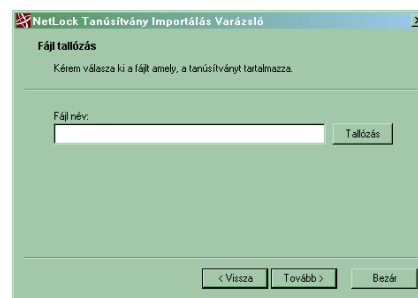 NetLock Tanúsítvány Importálás Varázsló
Fájl tallózás
Kérem válasza ki a fájlt amely, a tanúsítványt tartalmazza.
Fájl név:
Tallózás
< Vissza
Tovább >
Bezár